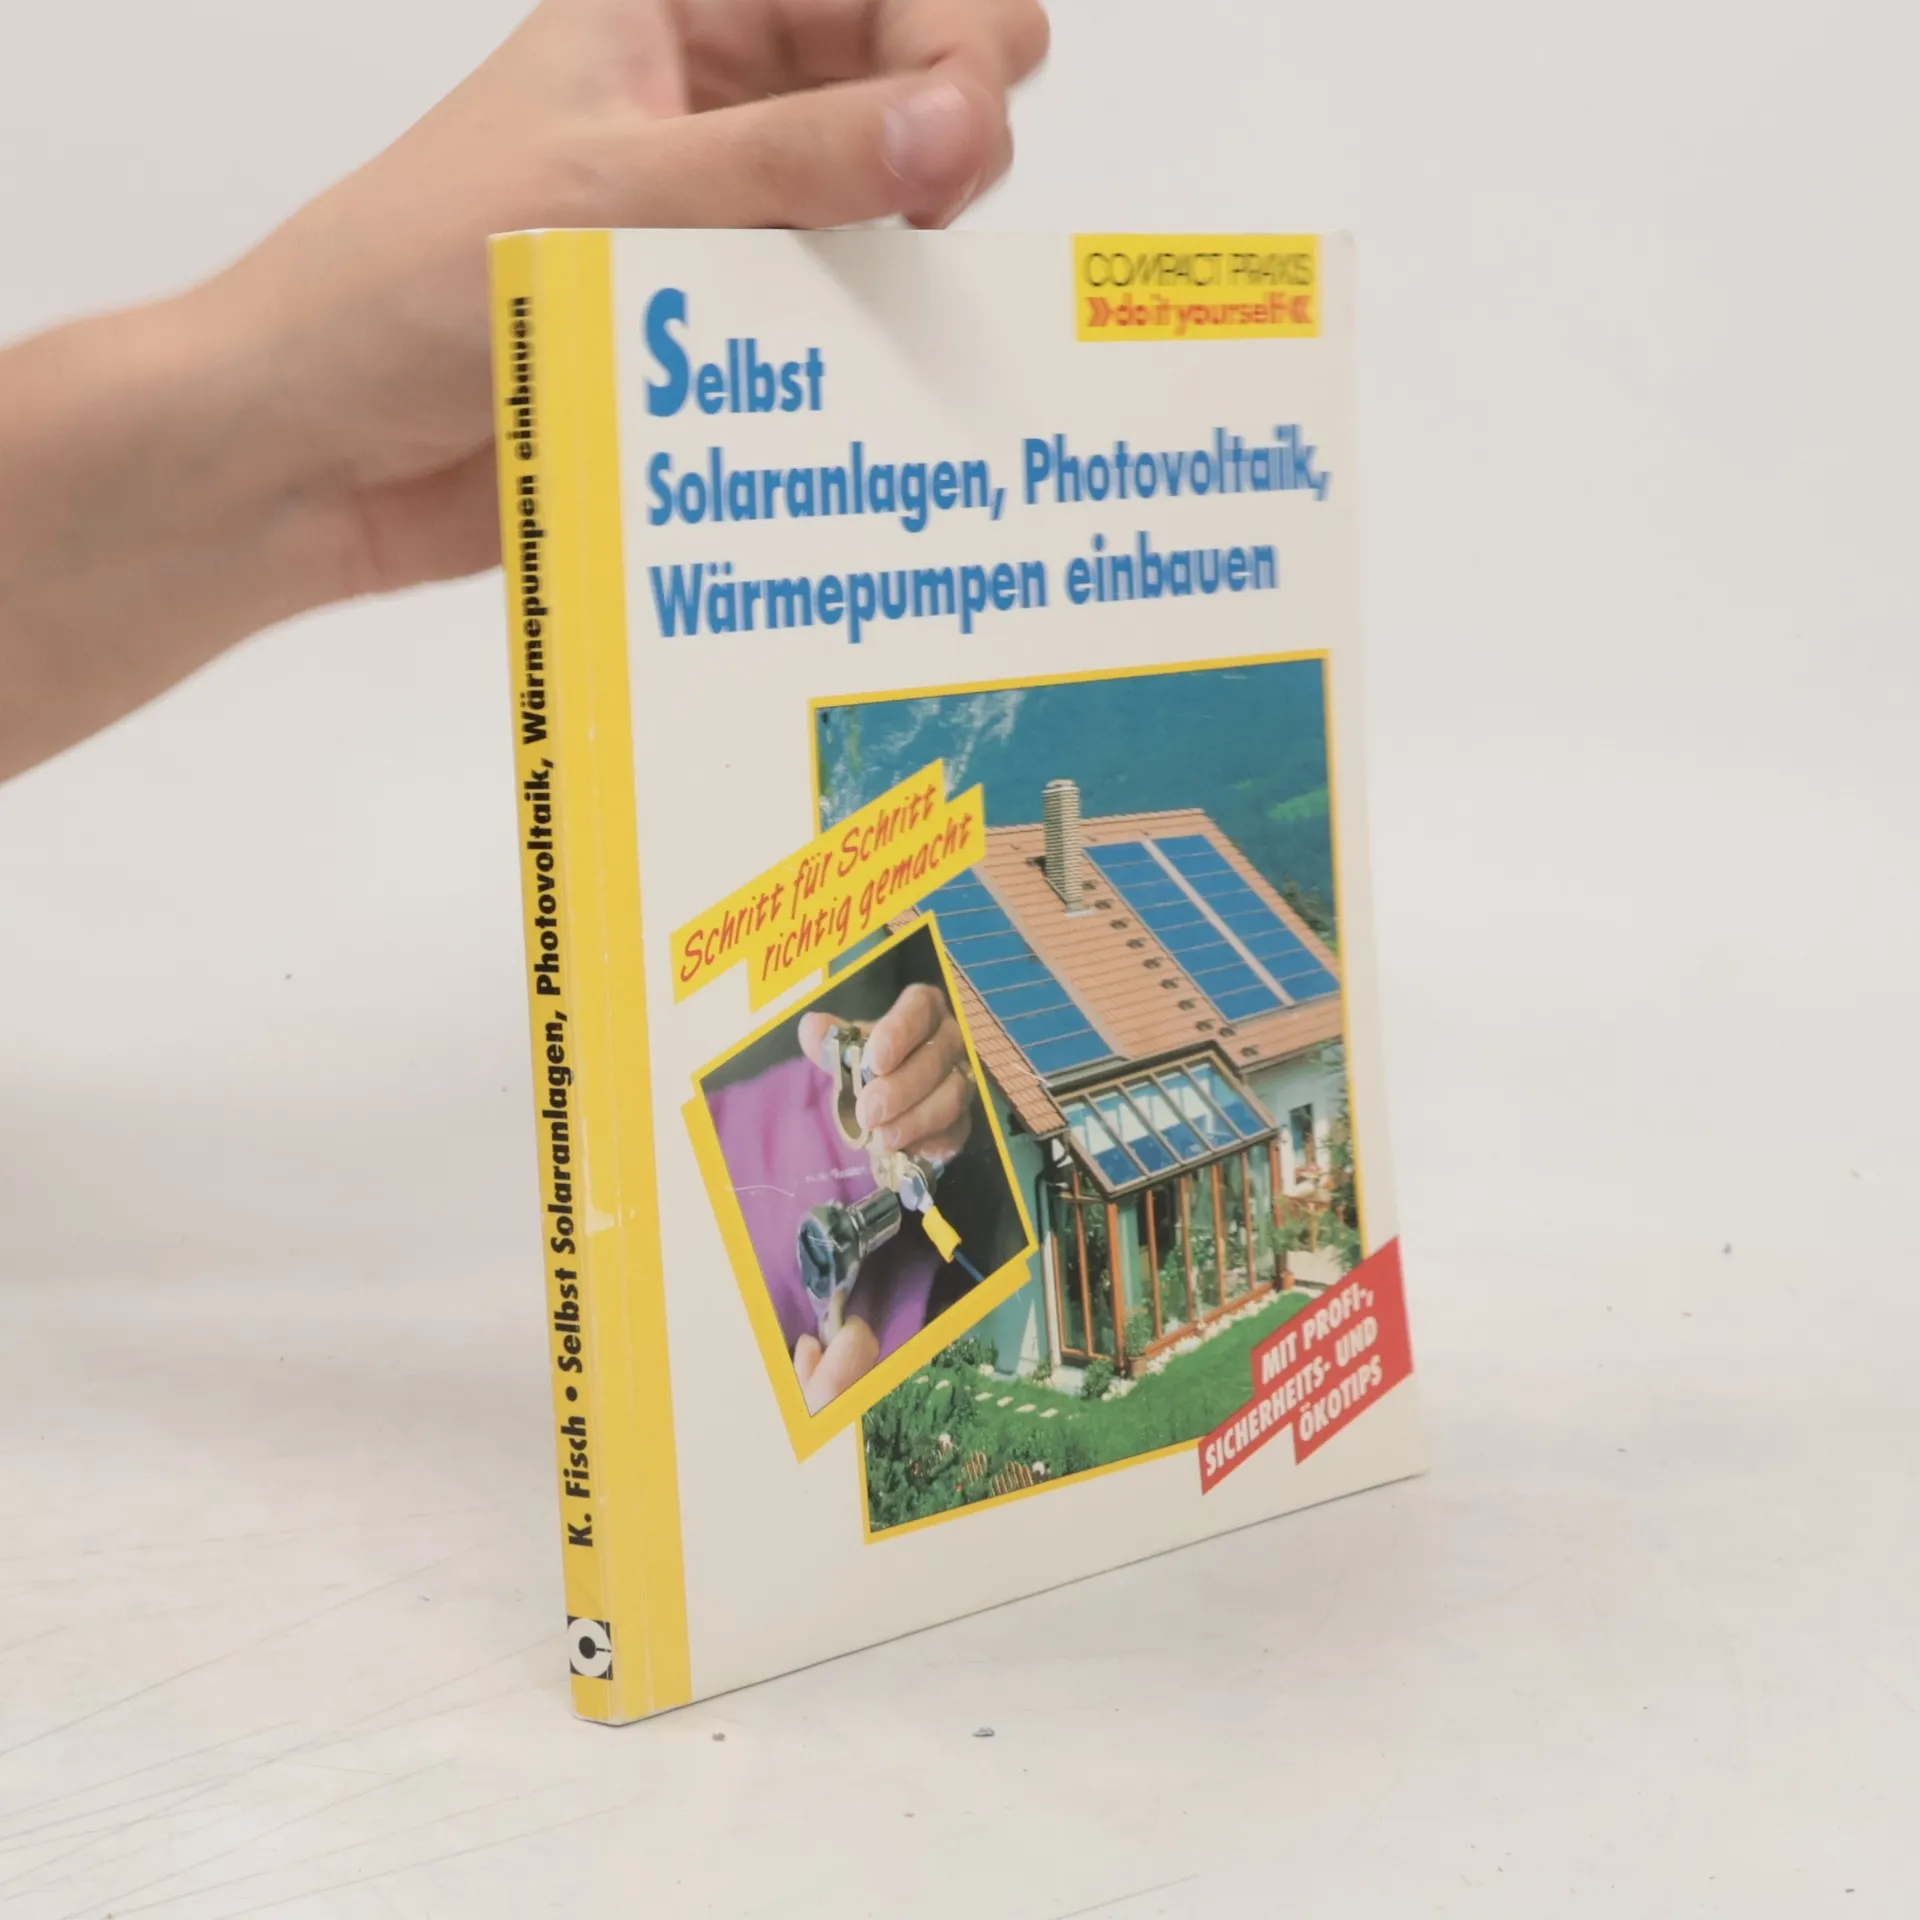 COMPACT PRAXIS
»do it yourself«
Selbst
Solaranlagen, Photovoltaik,
Wärmepumpen einbauen
Schritt für Schritt
richtig gemacht
MIT PROFI-,
SICHERHEITS- UND
ÖKOTIPS
K. Fisch • Selbst Solaranlagen, Photovoltaik, Wärmepumpen einbauen